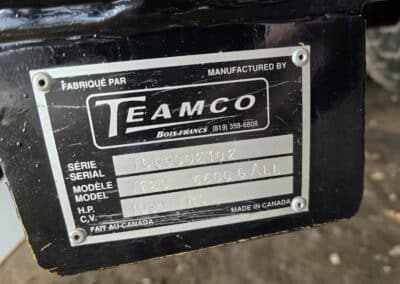 FABRIQUÉ PAR
MANUFACTURED BY
TEAMCO
BOIS-FRANCS (819) 358-6808
SÉRIE
SERIAL
MODÈLE
MODEL
H.P.
C.V.
FAIT AU-CANADA
MADE IN CANADA